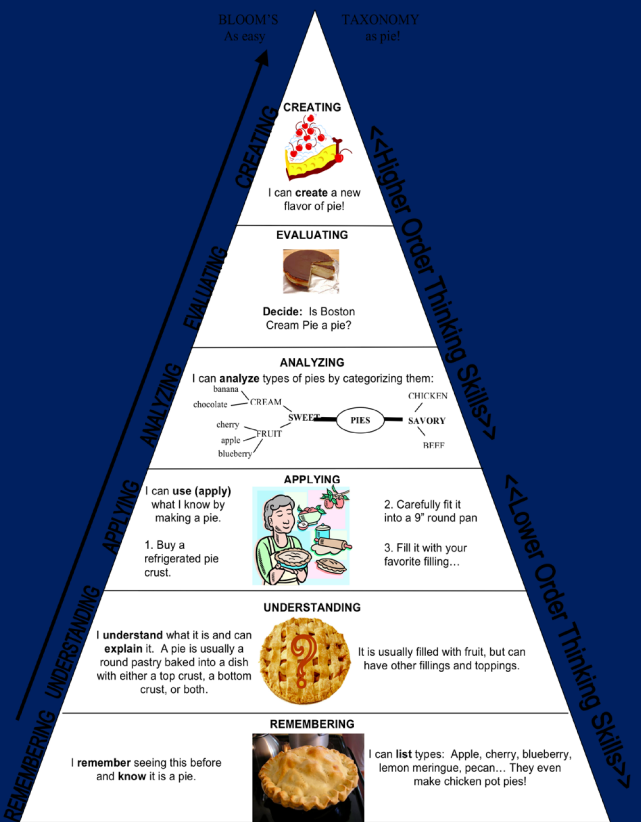 BLOOM'S
TAXONOMY
As easy
as pie!
CREATING
I can create a new
flavor of pie!
EVALUATING
Decide: Is Boston
Cream Pie a pie?
ANALYZING
I can analyze types of pies by categorizing them:
banana
chocolate
CREAM
cherry
apple
blueberry
FRUIT
SWEET
PIES
SAVORY
CHICKEN
BEEF
APPLYING
I can use (apply)
what I know by
making a pie.
1. Buy a
refrigerated pie
crust.
2. Carefully fit it
into a 9” round pan
3. Fill it with your
favorite filling…
UNDERSTANDING
I understand what it is and can
explain it. A pie is usually a
round pastry baked into a dish
with either a top crust, a bottom
crust, or both.
?
It is usually filled with fruit, but can
have other fillings and toppings.
REMEMBERING
I remember seeing this before
and know it is a pie.
I can list types: Apple, cherry, blueberry,
lemon meringue, pecan… They even
make chicken pot pies!
CREATING
EVALUATING
ANALYZING
APPLYING
UNDERSTANDING
REMEMBERING
<<Higher Order Thinking Skills>>
<<Lower Order Thinking Skills>>